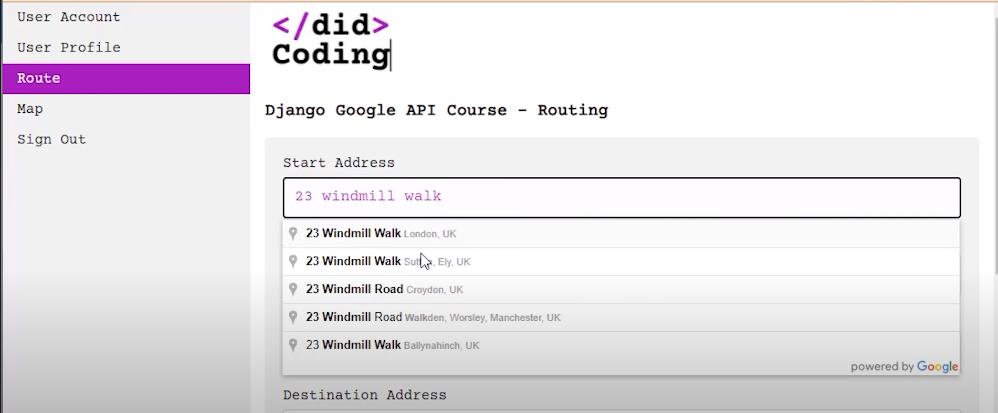 User Account
User Profile
Route
Map
Sign Out
</did>
Coding
Django Google API Course - Routing
Start Address
23 windmill walk
23 Windmill Walk London, UK
23 Windmill Walk Ely, UK
23 Windmill Road Croydon, UK
23 Windmill Road Walkden, Worsley, Manchester, UK
23 Windmill Walk Ballynahinch, UK
powered by Google
Destination Address